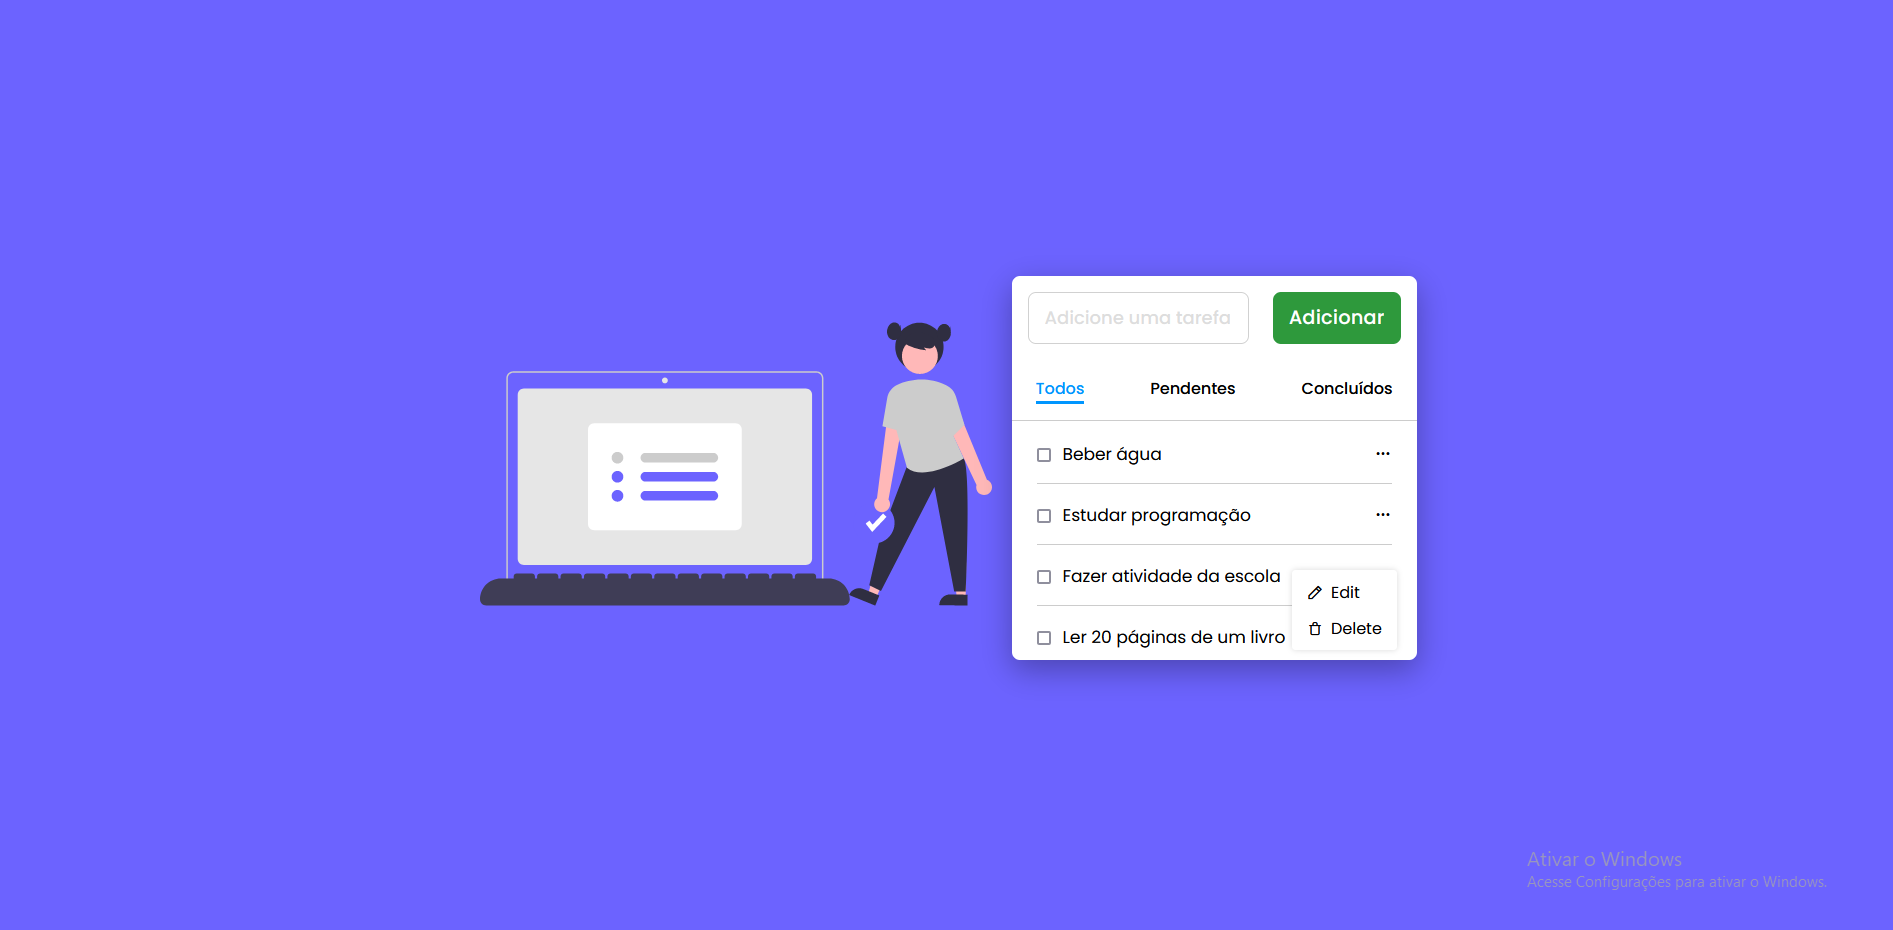 Adicione uma tarefa
Adicionar
Todos
Pendentes
Concluídos
Beber água
Estudar programação
Fazer atividade da escola
Edit
Delete
Ler 20 páginas de um livro
Ativar o Windows
Acesse Configurações para ativar o Windows.